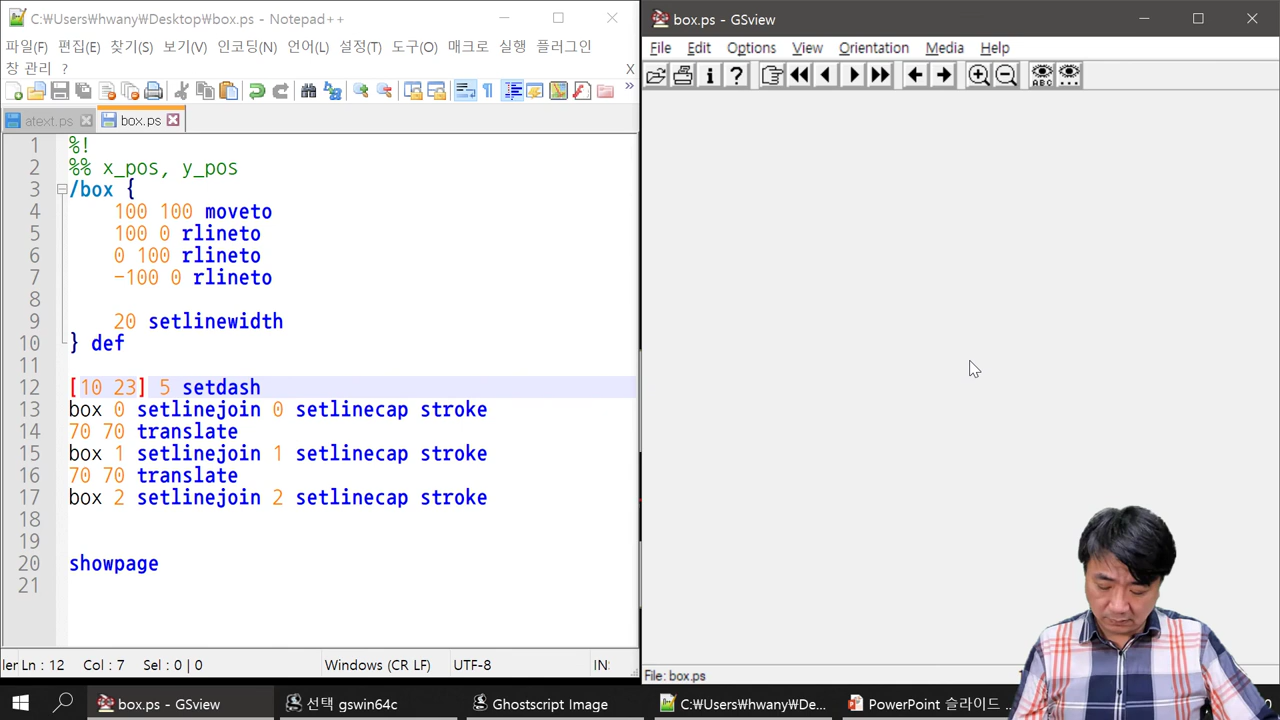 C:₩Users₩hwany₩Desktop₩box.ps - Notepad++
파일(F) 편집(E) 찾기(S) 보기(V) 인코딩(N) 언어(L) 설정(T) 도구(O) 매크로 실행 플러그인
창 관리 ? X
atext.ps box.ps
1 %!
2 %% x_pos, y_pos
3 /box {
4 100 100 moveto
5 100 0 rlineto
6 0 100 rlineto
7 -100 0 rlineto
8
9 20 setlinewidth
10 } def
11
12 [10 23] 5 setdash
13 box 0 setlinejoin 0 setlinecap stroke
14 70 70 translate
15 box 1 setlinejoin 1 setlinecap stroke
16 70 70 translate
17 box 2 setlinejoin 2 setlinecap stroke
18
19
20 showpage
21
ler Ln : 12 Col : 7 Sel : 0 | 0 Windows (CR LF) UTF-8 IN:
box.ps - GSview
File Edit Options View Orientation Media Help
ABC
File: box.ps
box.ps - GSview 선택 gswin64c Ghostscript Image C:₩Users₩hwany₩De... PowerPoint 슬라이드 ...